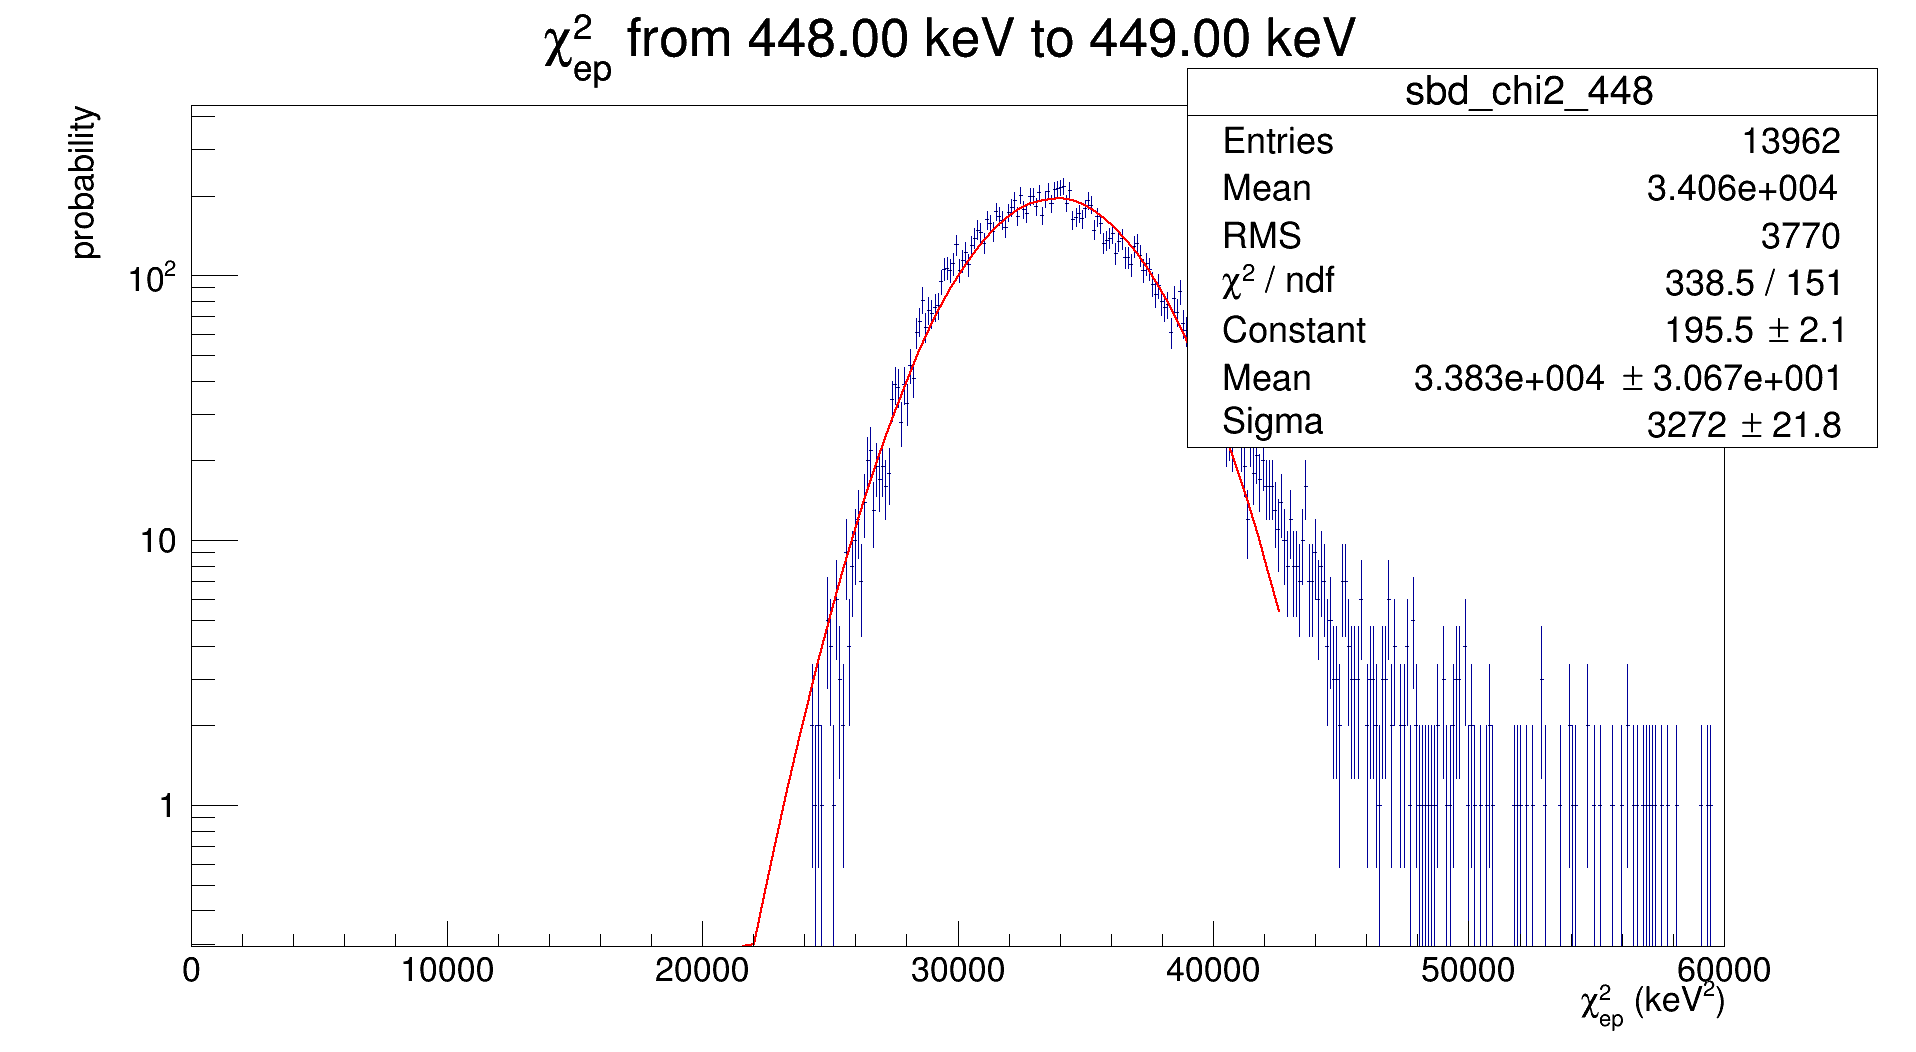 χ²ep from 448.00 keV to 449.00 keV
sbd_chi2_448
Entries 13962
Mean 3.406e+004
RMS 3770
χ² / ndf 338.5 / 151
Constant 195.5 ± 2.1
Mean 3.383e+004 ± 3.067e+001
Sigma 3272 ± 21.8
probability
10²
10
1
0 10000 20000 30000 40000 50000 60000
χ²ep (keV²)